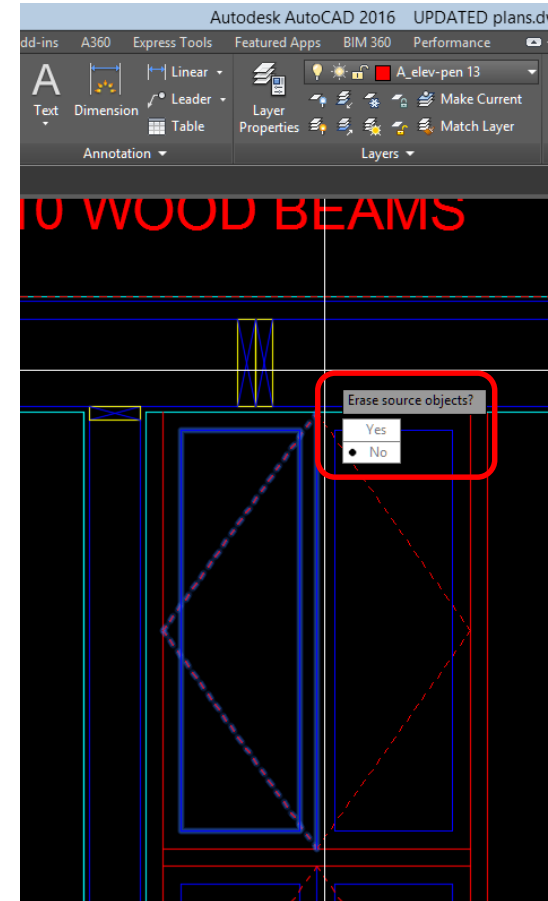 Autodesk AutoCAD 2016 UPDATED plans.dw
dd-ins A360 Express Tools Featured Apps BIM 360 Performance
A Linear A_elev-pen 13
Text Dimension Leader Layer Properties Make Current
Table Match Layer
Annotation Layers
10 WOOD BEAMS
Erase source objects?
Yes
No